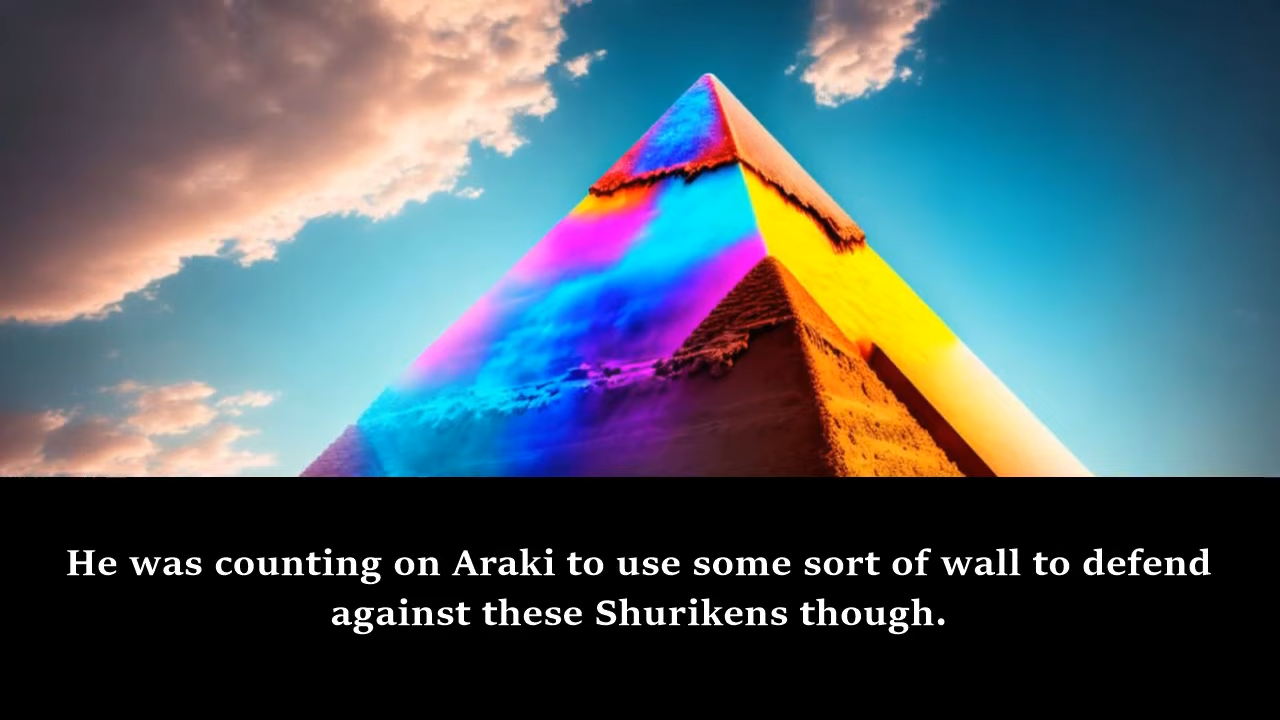 He was counting on Araki to use some sort of wall to defend
against these Shurikens though.